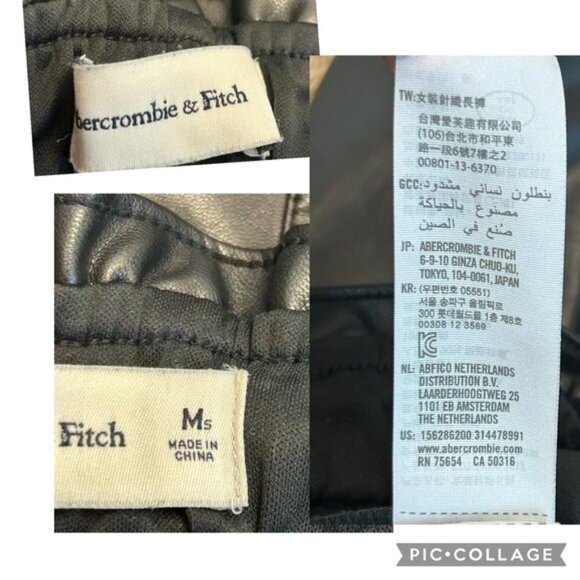 bercrombie & Fitch
Fitch
Ms
MADE IN
CHINA
TW:女裝針織長褲
台灣愛芙趣有限公司
(106)台北市和平東
路一段6號7樓之2
00801-13-6370
GCC: بنطلون نسائي مشدود
مصنوع بالحياكة
صُنع في الصين
JP: ABERCROMBIE & FITCH
6-9-10 GINZA CHUO-KU,
TOKYO, 104-0061, JAPAN
KR: (우편번호 05551)
서울 송파구 올림픽로
300 롯데월드몰 1층 제8호
00308 12 3569
NL: ABFICO NETHERLANDS
DISTRIBUTION B.V.
LAARDERHOOGTWEG 25
1101 EB AMSTERDAM
THE NETHERLANDS
US: 156286200 314478991
www.abercrombie.com
RN 75654 CA 50316
PIC•COLLAGE